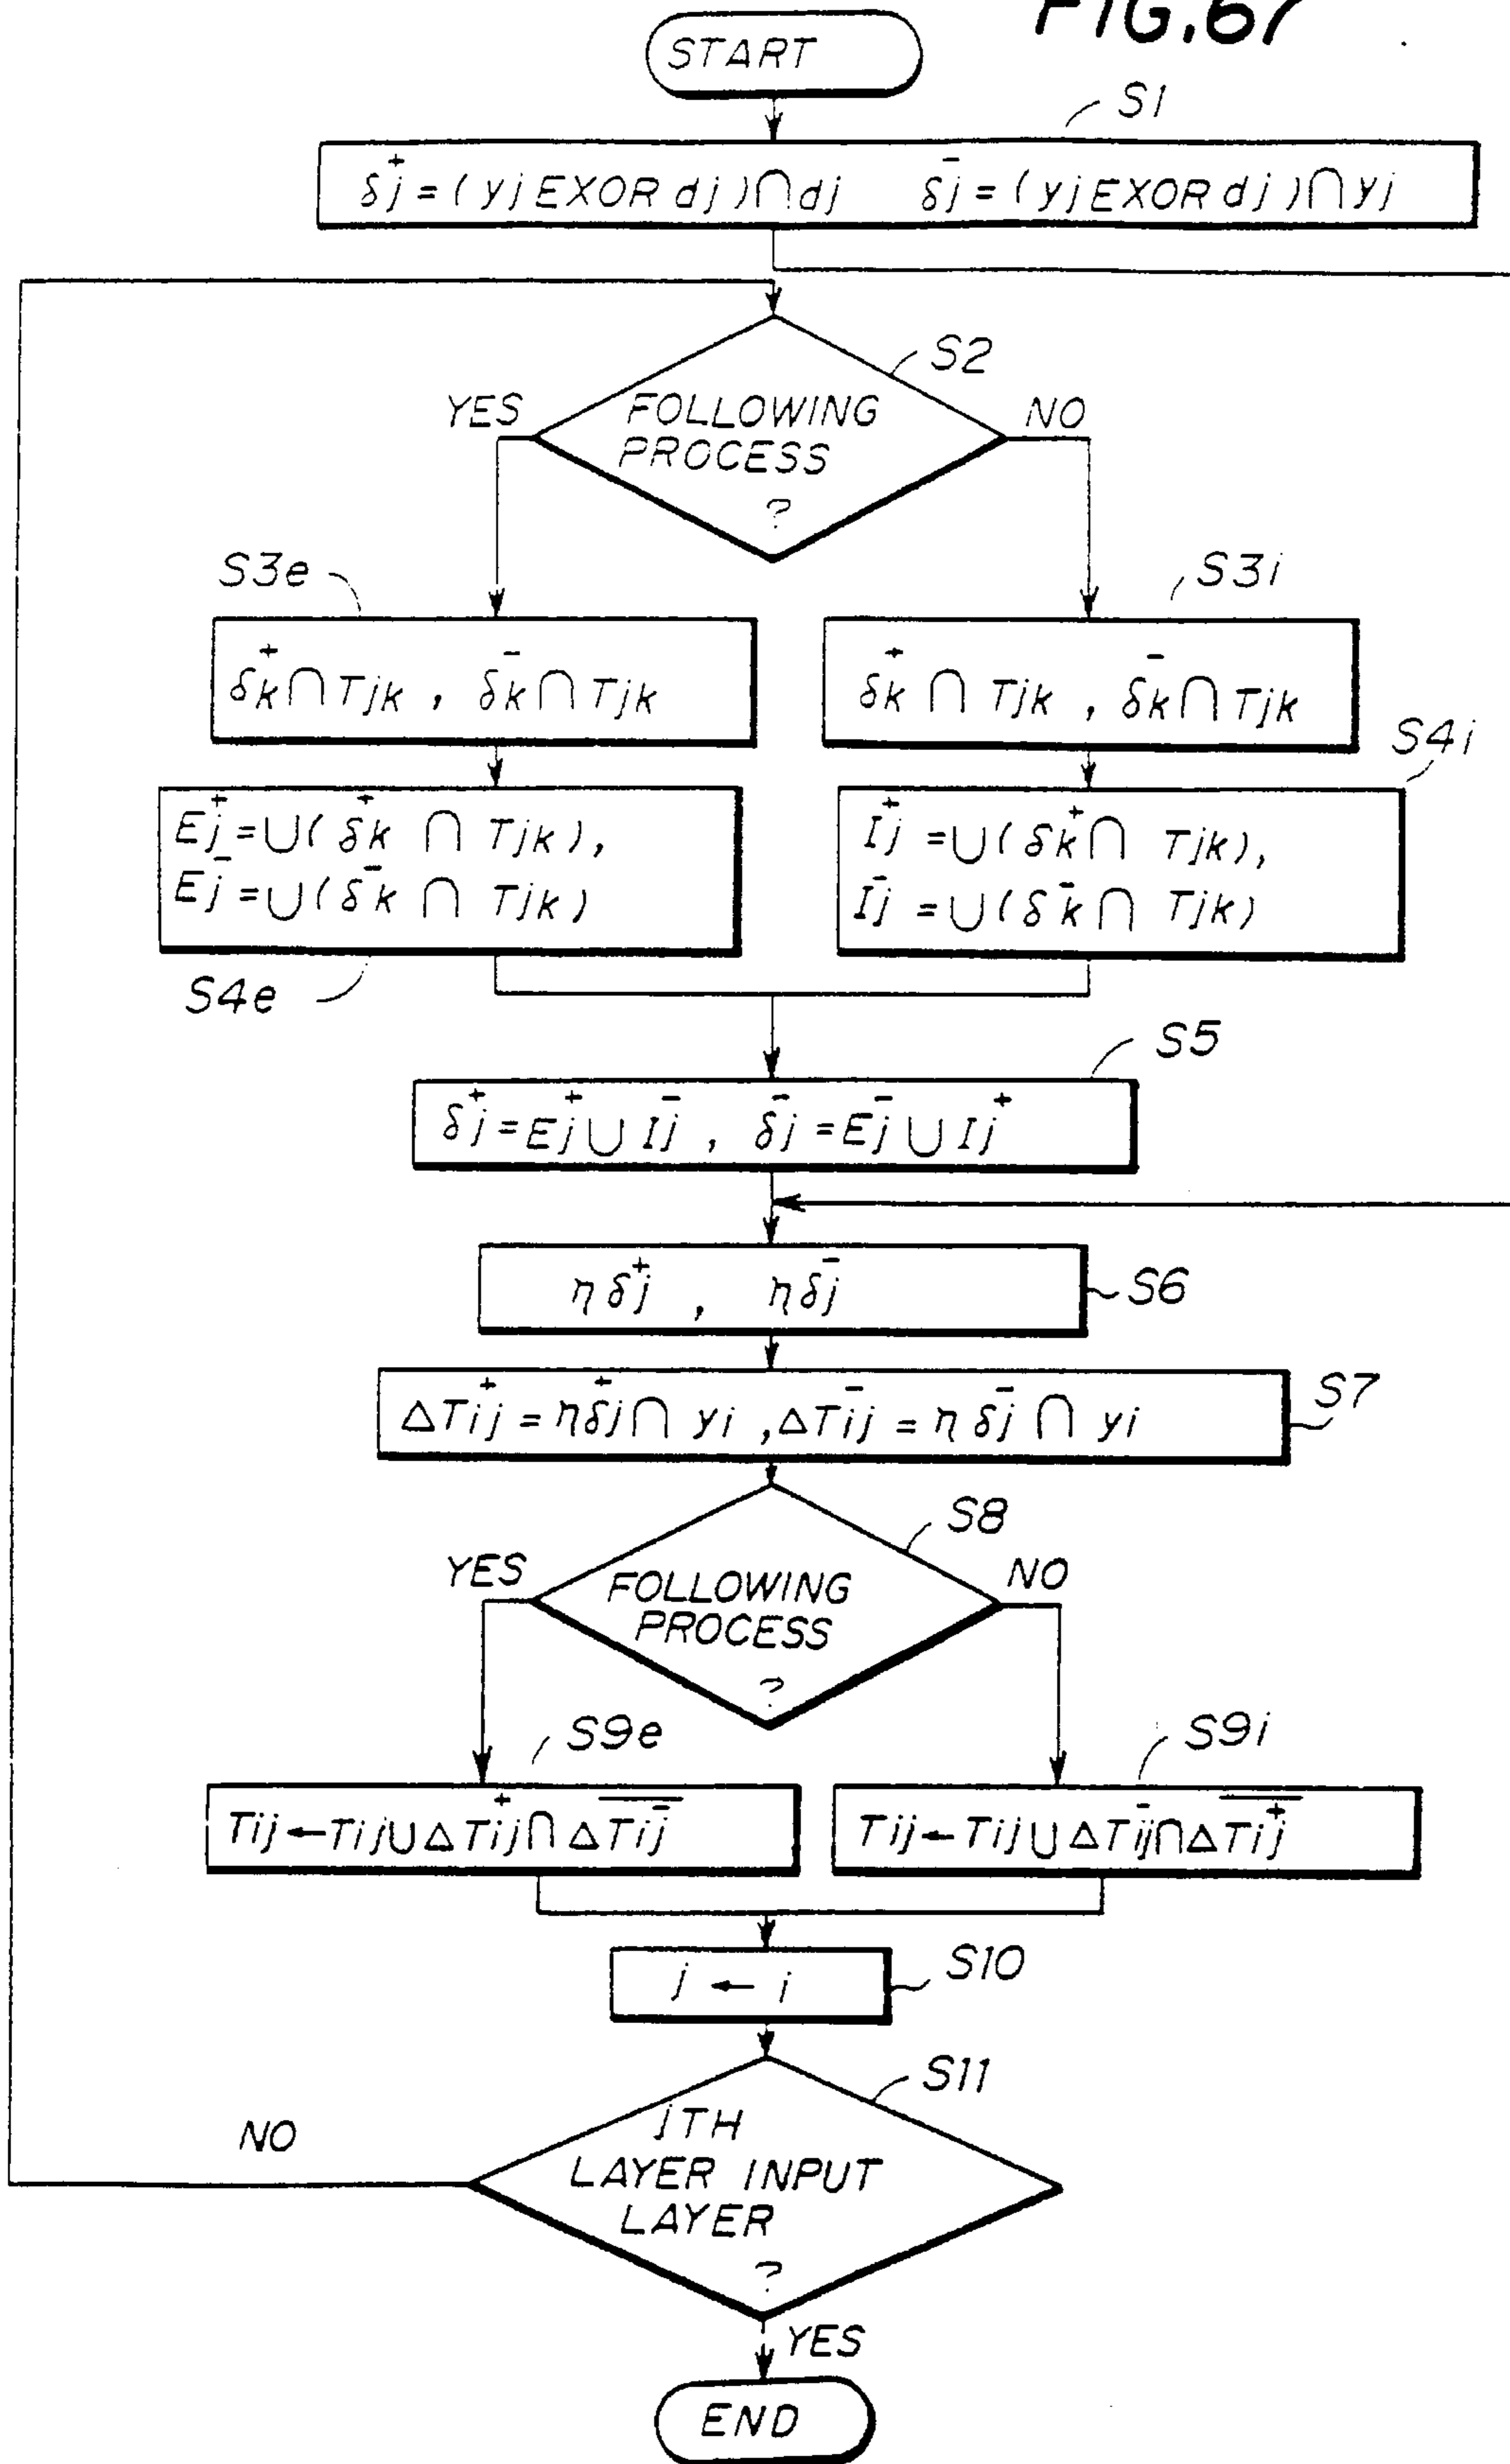 FIG.67
START
S1
δj⁺=(yj EXOR dj)∩dj δj⁻=(yj EXOR dj)∩yj
S2
YES
FOLLOWING
PROCESS
?
NO
S3e
S3i
δk⁺∩Tjk , δk⁻∩Tjk
δk⁺∩Tjk , δk⁻∩Tjk
S4i
Ej⁺=∪(δk⁺∩Tjk),
Ej⁻=∪(δk⁻∩Tjk)
Ij⁺=∪(δk⁺∩Tjk),
Ij⁻=∪(δk⁻∩Tjk)
S4e
S5
δj⁺=Ej⁺∪Ij⁻, δj⁻=Ej⁻∪Ij⁺
ηδj⁺ , ηδj⁻
S6
S7
ΔTij⁺=ηδj⁺∩yi ,ΔTij⁻=ηδj⁻∩yi
S8
YES
FOLLOWING
PROCESS
?
NO
S9e
S9i
Tij←Tij∪ΔTij⁺∩Δ‾Tij⁻‾
Tij←Tij∪ΔTij⁻∩Δ‾Tij⁺‾
S10
j ← i
S11
NO
jTH
LAYER INPUT
LAYER
?
YES
END